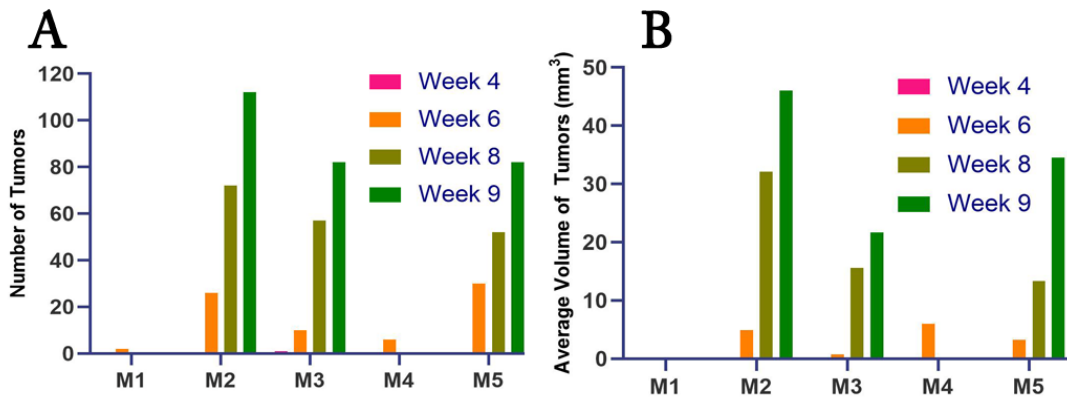 A
Number of Tumors
120
100
80
60
40
20
0
Week 4
Week 6
Week 8
Week 9
M1 M2 M3 M4 M5
B
Average Volume of Tumors (mm³)
50
40
30
20
10
0
Week 4
Week 6
Week 8
Week 9
M1 M2 M3 M4 M5